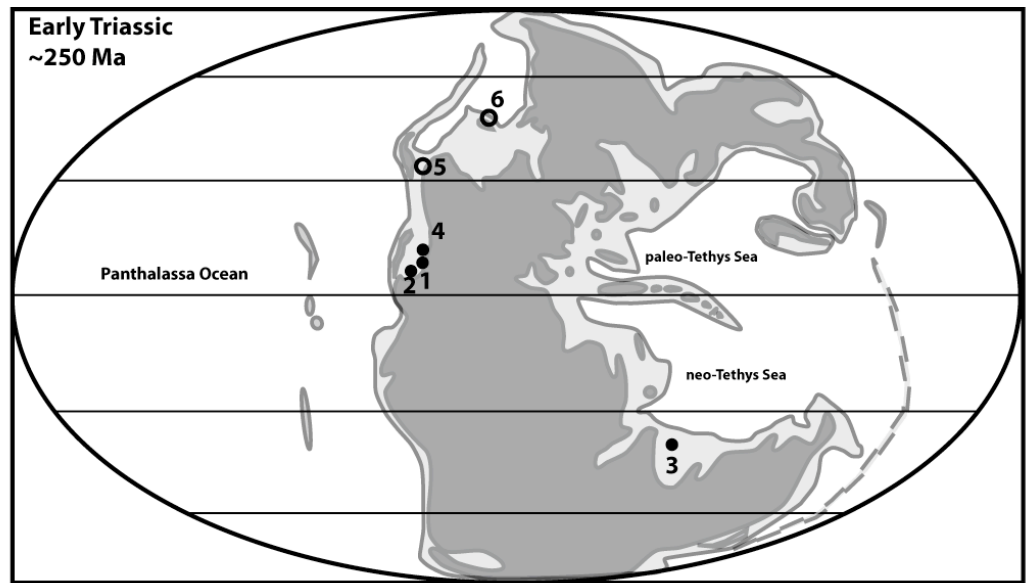 Early Triassic
~250 Ma
6
5
4
paleo-Tethys Sea
Panthalassa Ocean
2 1
neo-Tethys Sea
3